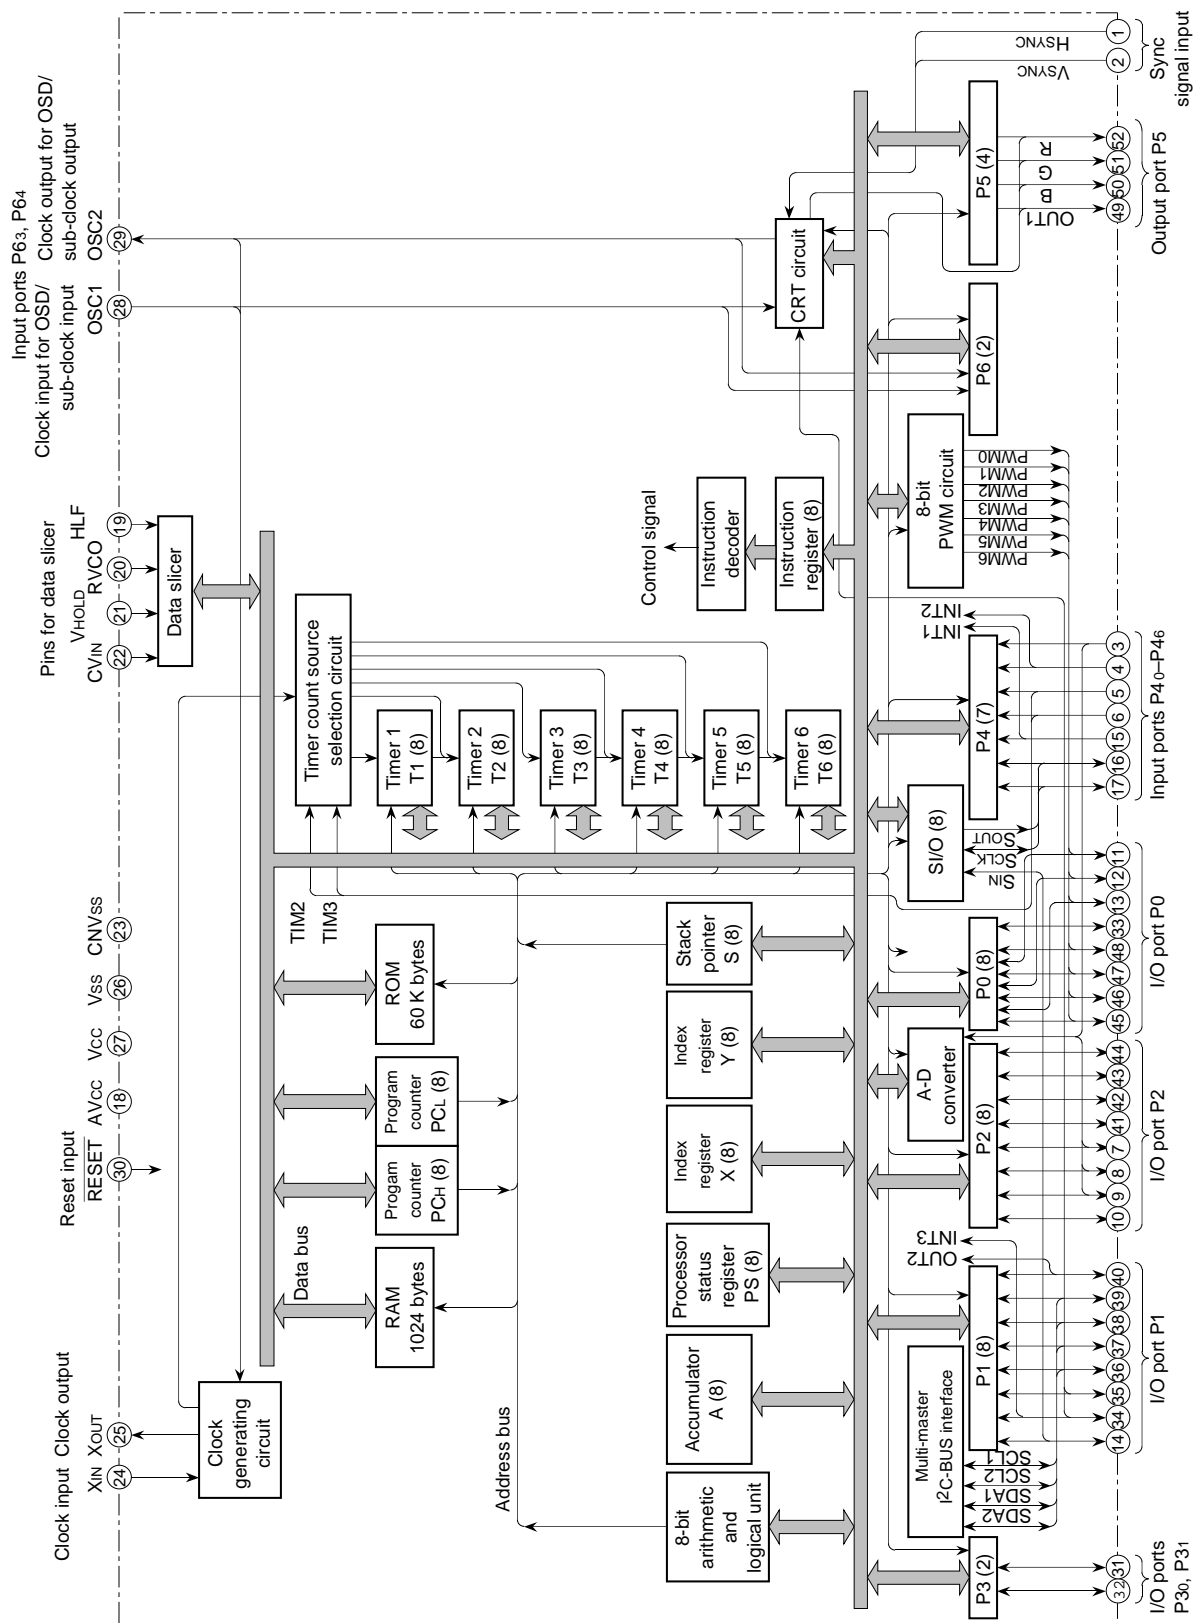 Clock input
Clock output
XIN
XOUT
24
25
Reset input
RESET
30
AVCC
18
VCC
27
VSS
26
CNVSS
23
Pins for data slicer
CVIN
VHOLD
RVCO
HLF
22
21
20
19
Input ports P63, P64
Clock input for OSD/
sub-clock input
OSC1
28
Clock output for OSD/
sub-clock output
OSC2
29
Clock
generating
circuit
Data slicer
Data bus
RAM
1024 bytes
Progam
counter
PCH (8)
Program
counter
PCL (8)
ROM
60 K bytes
TIM2
TIM3
Timer count source
selection circuit
Timer 1
T1 (8)
Timer 2
T2 (8)
Timer 3
T3 (8)
Timer 4
T4 (8)
Timer 5
T5 (8)
Timer 6
T6 (8)
Address bus
8-bit
arithmetic
and
logical unit
Accumulator
A (8)
Processor
status
register
PS (8)
Index
register
X (8)
Index
register
Y (8)
Stack
pointer
S (8)
Control signal
Instruction
decoder
Instruction
register (8)
CRT circuit
P3 (2)
Multi-master
I2C-BUS interface
SDA2
SDA1
SCL2
SCL1
P1 (8)
OUT2
INT3
P2 (8)
A-D
converter
P0 (8)
SI/O (8)
SIN
SCLK
SOUT
P4 (7)
INT1
INT2
8-bit
PWM circuit
PWM6
PWM5
PWM4
PWM3
PWM2
PWM1
PWM0
P6 (2)
P5 (4)
OUT1
B
G
R
VSYNC
HSYNC
32
31
I/O ports
P30, P31
14
34
35
36
37
38
39
40
I/O port P1
10
9
8
7
41
42
43
44
I/O port P2
45
46
47
48
33
13
12
11
I/O port P0
17
16
15
6
5
4
3
Input ports P40–P46
49
50
51
52
Output port P5
2
1
Sync
signal input